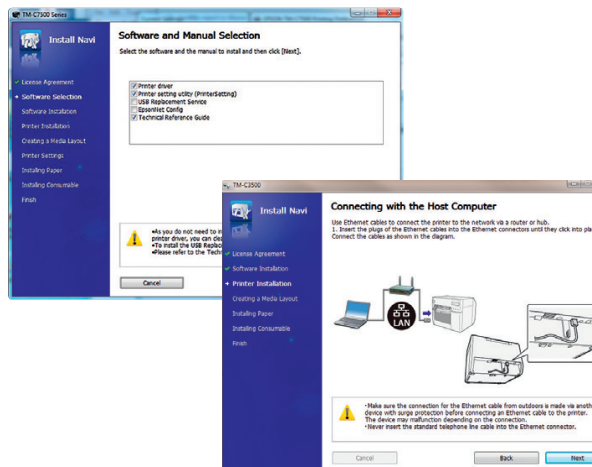 TM-C7500 Series
Install Navi
License Agreement
Software Selection
Software Installation
Printer Installation
Creating a Media Layout
Printer Settings
Installing Paper
Installing Consumable
Finish
Software and Manual Selection
Select the software and the manual to install and then click [Next].
Printer driver
Printer setting utility (PrinterSetting)
USB Replacement Service
EpsonNet Config
Technical Reference Guide
•As you do not need to in
printer driver, you can
•To install the USB Replac
•Please refer to the Techn
Cancel
TM-C3500
Install Navi
License Agreement
Software Installation
Printer Installation
Creating a Media Layout
Installing Paper
Installing Consumable
Finish
Connecting with the Host Computer
Use Ethernet cables to connect the printer to the network via a router or hub.
1. Insert the plugs of the Ethernet cables into the Ethernet connectors until they click into
Connect the cables as shown in the diagram.
LAN
•Make sure the connection for the Ethernet cable from outdoors is made via
device with surge protection before connecting an Ethernet cable to the printer.
The device may malfunction depending on the connection.
•Never insert the standard telephone line cable into the Ethernet connector.
Cancel
Back
Next